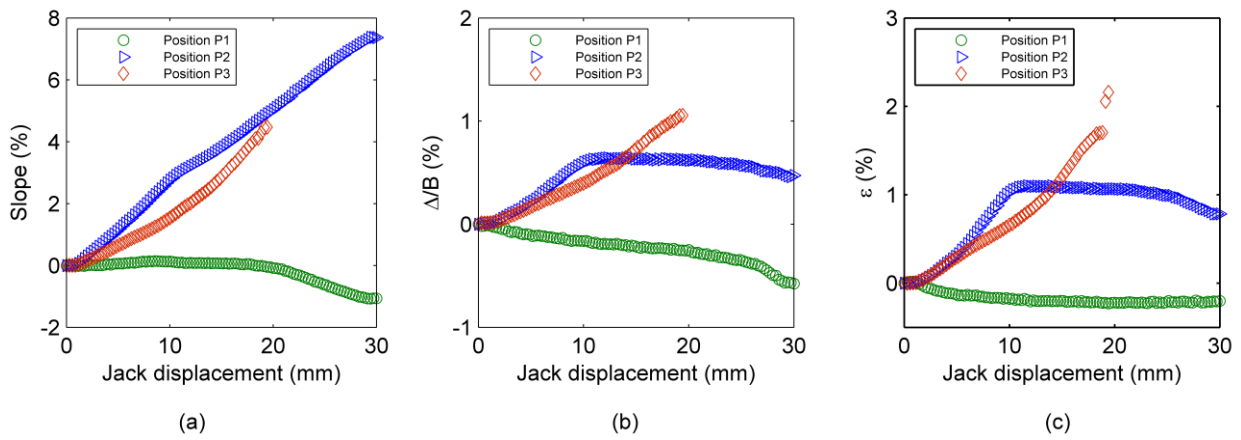 Position P1
Position P2
Position P3
8
6
4
2
0
-2
Slope (%)
0 10 20 30
Jack displacement (mm)
(a)
Position P1
Position P2
Position P3
2
1
0
-1
Δ/B (%)
0 10 20 30
Jack displacement (mm)
(b)
Position P1
Position P2
Position P3
3
2
1
0
ε (%)
0 10 20 30
Jack displacement (mm)
(c)